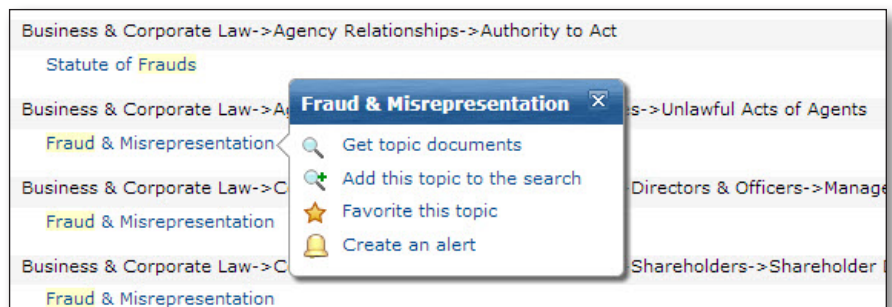 Business & Corporate Law->Agency Relationships->Authority to Act
Statute of Frauds
Business & Corporate Law->A
s->Unlawful Acts of Agents
Fraud & Misrepresentation
Business & Corporate Law->C
Directors & Officers->Manage
Fraud & Misrepresentation
Business & Corporate Law->C
Shareholders->Shareholder
Fraud & Misrepresentation
Fraud & Misrepresentation
Get topic documents
Add this topic to the search
Favorite this topic
Create an alert